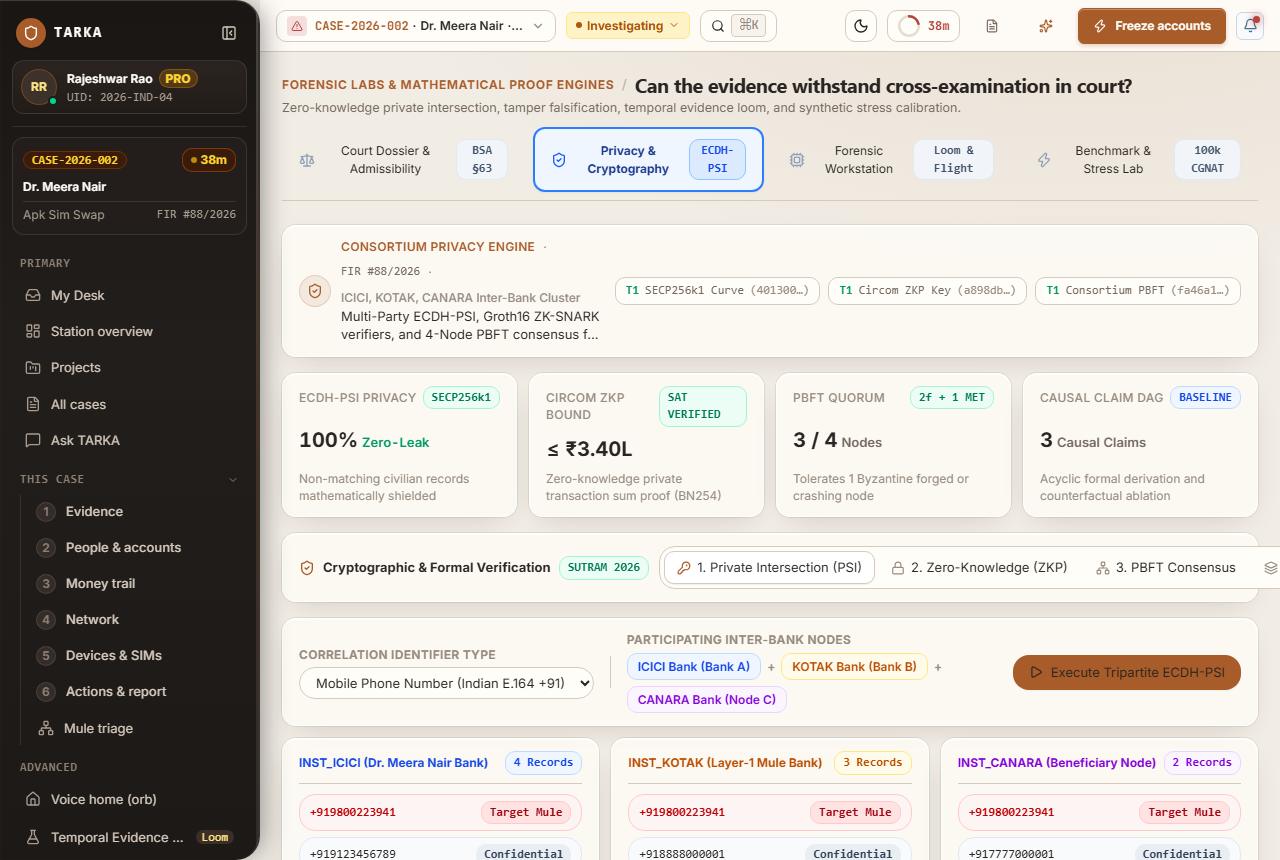 TARKA
RR
Rajeshwar Rao PRO
UID: 2026-IND-04
CASE-2026-002 38m
Dr. Meera Nair
Apk Sim Swap FIR #88/2026
PRIMARY
My Desk
Station overview
Projects
All cases
Ask TARKA
THIS CASE
1 Evidence
2 People & accounts
3 Money trail
4 Network
5 Devices & SIMs
6 Actions & report
Mule triage
ADVANCED
Voice home (orb)
Temporal Evidence ... Loom
CASE-2026-002 · Dr. Meera Nair ·... Investigating ⌘K 38m Freeze accounts
FORENSIC LABS & MATHEMATICAL PROOF ENGINES / Can the evidence withstand cross-examination in court?
Zero-knowledge private intersection, tamper falsification, temporal evidence loom, and synthetic stress calibration.
Court Dossier & Admissibility BSA §63
Privacy & Cryptography ECDH-PSI
Forensic Workstation Loom & Flight
Benchmark & Stress Lab 100k CGNAT
CONSORTIUM PRIVACY ENGINE ·
FIR #88/2026 ·
ICICI, KOTAK, CANARA Inter-Bank Cluster
Multi-Party ECDH-PSI, Groth16 ZK-SNARK
verifiers, and 4-Node PBFT consensus f...
T1 SECP256k1 Curve (401300…) T1 Circom ZKP Key (a898db…) T1 Consortium PBFT (fa46a1…)
ECDH-PSI PRIVACY SECP256k1
100% Zero-Leak
Non-matching civilian records
mathematically shielded
CIRCOM ZKP BOUND SAT VERIFIED
≤ ₹3.40L
Zero-knowledge private
transaction sum proof (BN254)
PBFT QUORUM 2f + 1 MET
3 / 4 Nodes
Tolerates 1 Byzantine forged or
crashing node
CAUSAL CLAIM DAG BASELINE
3 Causal Claims
Acyclic formal derivation and
counterfactual ablation
Cryptographic & Formal Verification SUTRAM 2026 1. Private Intersection (PSI) 2. Zero-Knowledge (ZKP) 3. PBFT Consensus
CORRELATION IDENTIFIER TYPE
Mobile Phone Number (Indian E.164 +91)
PARTICIPATING INTER-BANK NODES
ICICI Bank (Bank A) + KOTAK Bank (Bank B) +
CANARA Bank (Node C)
Execute Tripartite ECDH-PSI
INST_ICICI (Dr. Meera Nair Bank) 4 Records
+919800223941 Target Mule
+919123456789 Confidential
INST_KOTAK (Layer-1 Mule Bank) 3 Records
+919800223941 Target Mule
+918888000001 Confidential
INST_CANARA (Beneficiary Node) 2 Records
+919800223941 Target Mule
+917777000001 Confidential